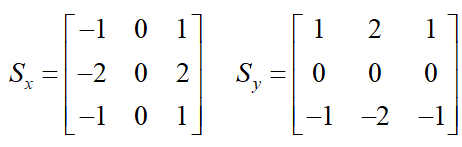 S_x = [ −1 0 1 ; −2 0 2 ; −1 0 1 ] S_y = [ 1 2 1 ; 0 0 0 ; −1 −2 −1 ]